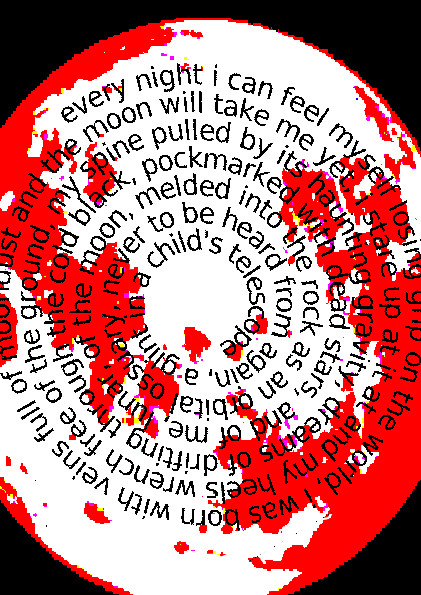 every night i can feel myself losing grip on the world, i was born with veins full of moondust and the moon will take me yet. i stare up at it at and my heels wrench free of the ground, my spine pulled by its haunting gravity, dreams of drifting through the cold black, pockmarked with dead stars, and of me, lunar, of the moon, melded into the rock as an orbital ossuary, never to be heard from again, a glint in a child's telescope